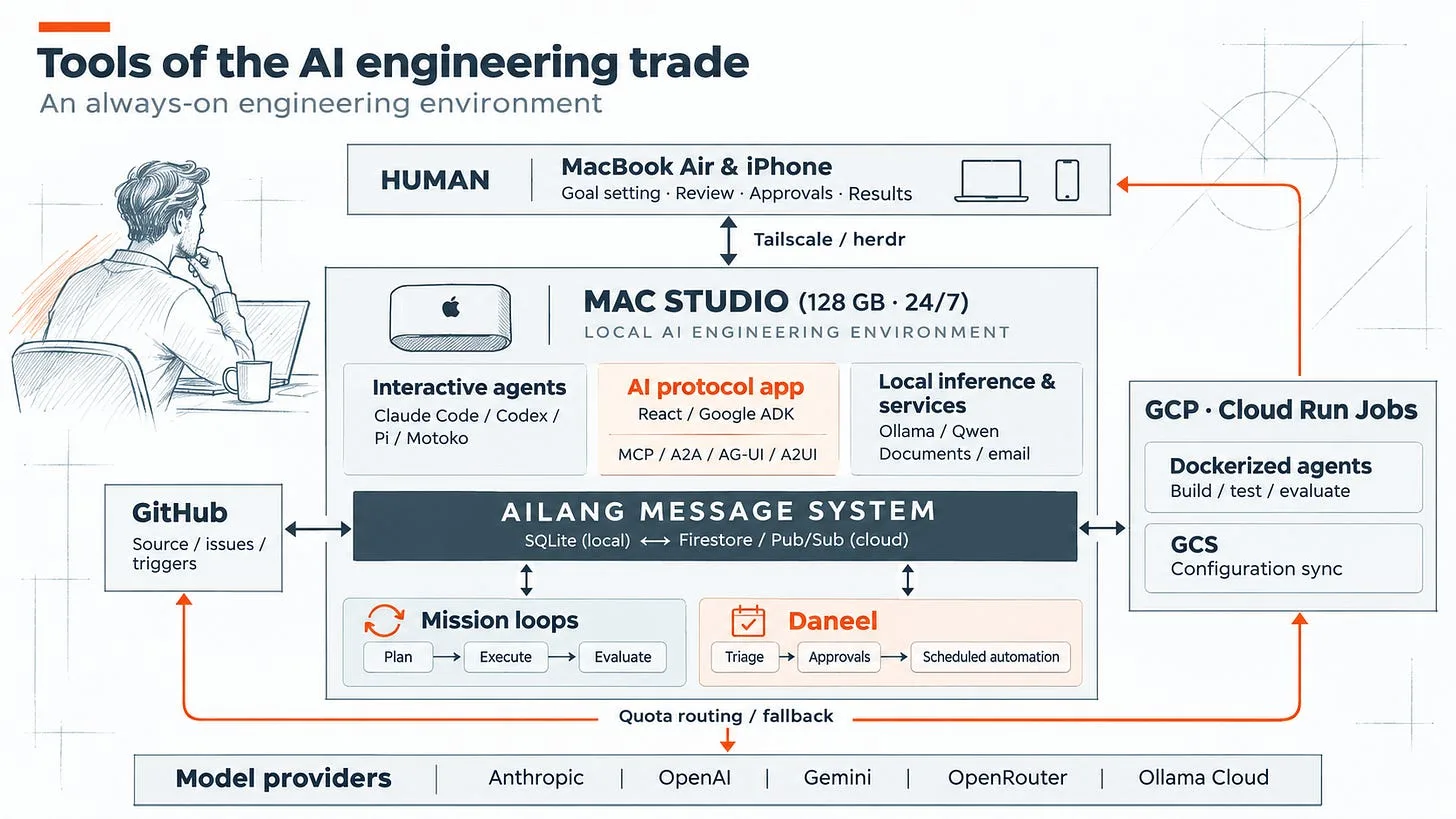 Tools of the AI engineering trade
An always-on engineering environment
HUMAN
MacBook Air & iPhone
Goal setting · Review · Approvals · Results
Tailscale / herdr
MAC STUDIO (128 GB · 24/7)
LOCAL AI ENGINEERING ENVIRONMENT
Interactive agents
Claude Code / Codex /
Pi / Motoko
AI protocol app
React / Google ADK
MCP / A2A / AG-UI / A2UI
Local inference &
services
Ollama / Qwen
Documents / email
GCP · Cloud Run Jobs
Dockerized agents
Build / test / evaluate
GCS
Configuration sync
GitHub
Source / issues /
triggers
AILANG MESSAGE SYSTEM
SQLite (local) ⟷ Firestore / Pub/Sub (cloud)
Mission loops
Plan
Execute
Evaluate
Daneel
Triage
Approvals
Scheduled automation
Quota routing / fallback
Model providers
Anthropic
OpenAI
Gemini
OpenRouter
Ollama Cloud